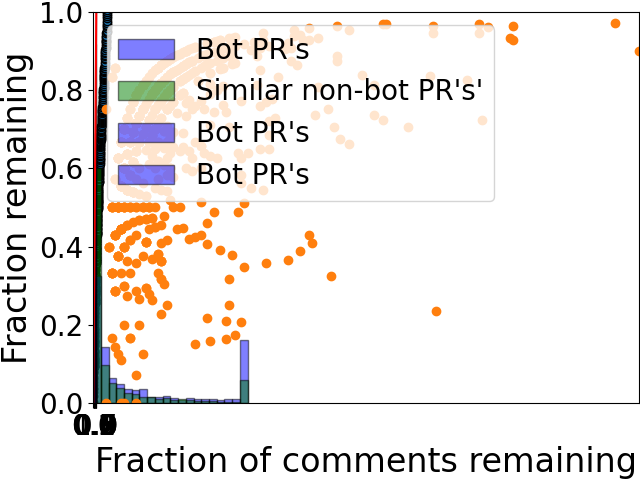 Fraction remaining
1.0
0.8
0.6
0.4
0.2
0.0
Bot PR's
Similar non-bot PR's'
Bot PR's
Bot PR's
Fraction of comments remaining